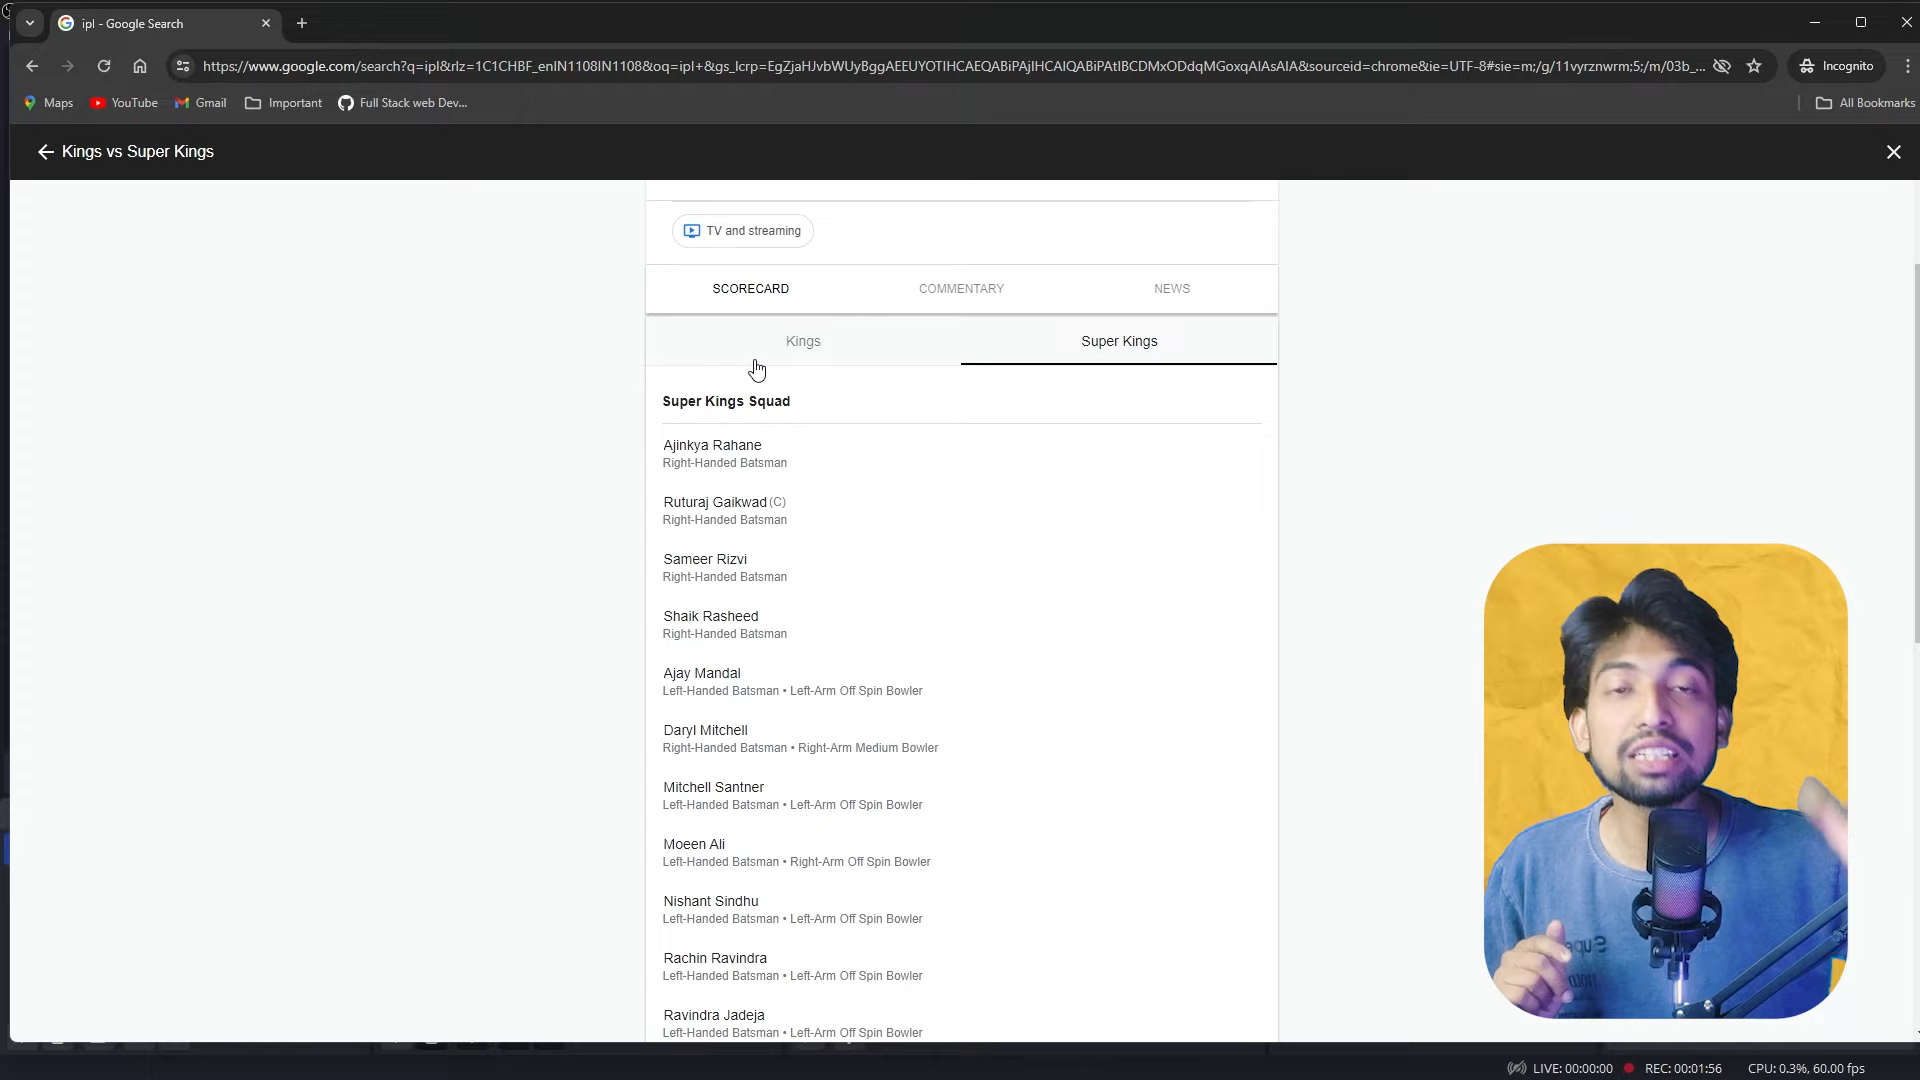 ipl - Google Search
https://www.google.com/search?q=ipl&rlz=1C1CHBF_enIN1108IN1108&oq=ipl+&gs_lcrp=EgZjaHJvbWUyBggAEEUYOTIHCAEQABiPAjIHCAIQABiPAtIBCDMxODdqMGoxqAIAsAIA&sourceid=chrome&ie=UTF-8#sie=m;/g/11vyrznwrm;5;/m/03b_...
Incognito
Maps YouTube Gmail Important Full Stack web Dev...
All Bookmarks
Kings vs Super Kings
TV and streaming
SCORECARD COMMENTARY NEWS
Kings Super Kings
Super Kings Squad
Ajinkya Rahane
Right-Handed Batsman
Ruturaj Gaikwad (C)
Right-Handed Batsman
Sameer Rizvi
Right-Handed Batsman
Shaik Rasheed
Right-Handed Batsman
Ajay Mandal
Left-Handed Batsman • Left-Arm Off Spin Bowler
Daryl Mitchell
Right-Handed Batsman • Right-Arm Medium Bowler
Mitchell Santner
Left-Handed Batsman • Left-Arm Off Spin Bowler
Moeen Ali
Left-Handed Batsman • Right-Arm Off Spin Bowler
Nishant Sindhu
Left-Handed Batsman • Left-Arm Off Spin Bowler
Rachin Ravindra
Left-Handed Batsman • Left-Arm Off Spin Bowler
Ravindra Jadeja
Left-Handed Batsman • Left-Arm Off Spin Bowler
LIVE: 00:00:00 REC: 00:01:56 CPU: 0.3%, 60.00 fps